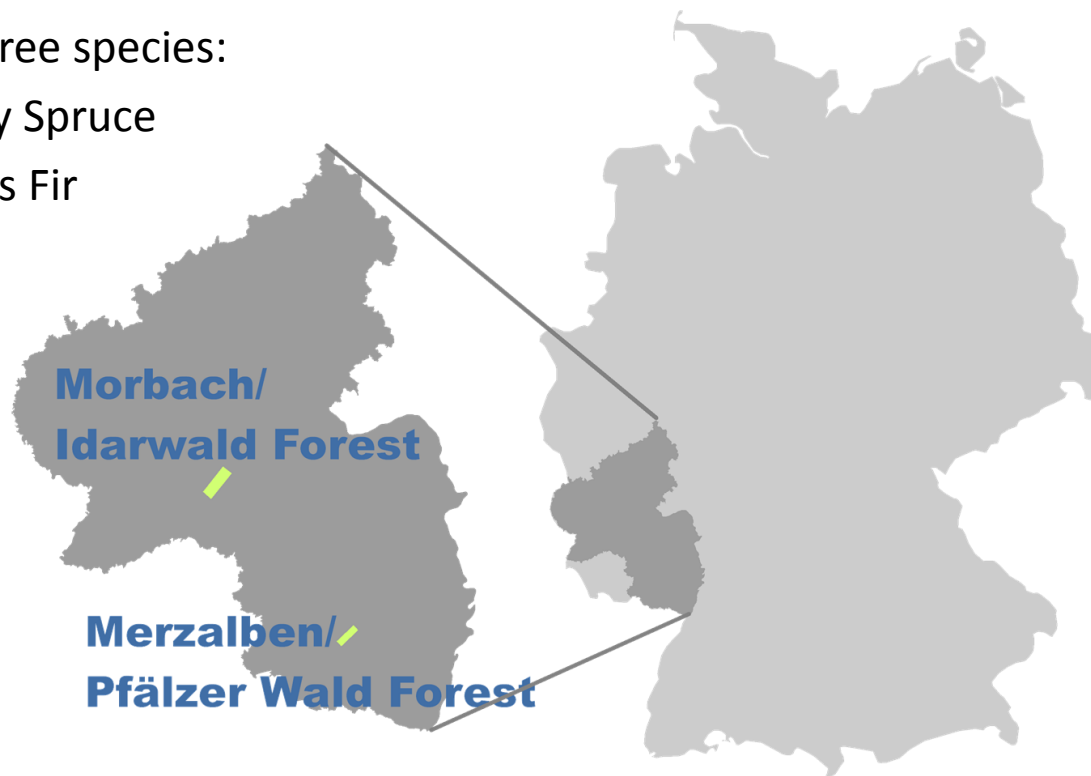 ree species:
y Spruce
s Fir
Morbach/
Idarwald Forest
Merzalben/
Pfälzer Wald Forest